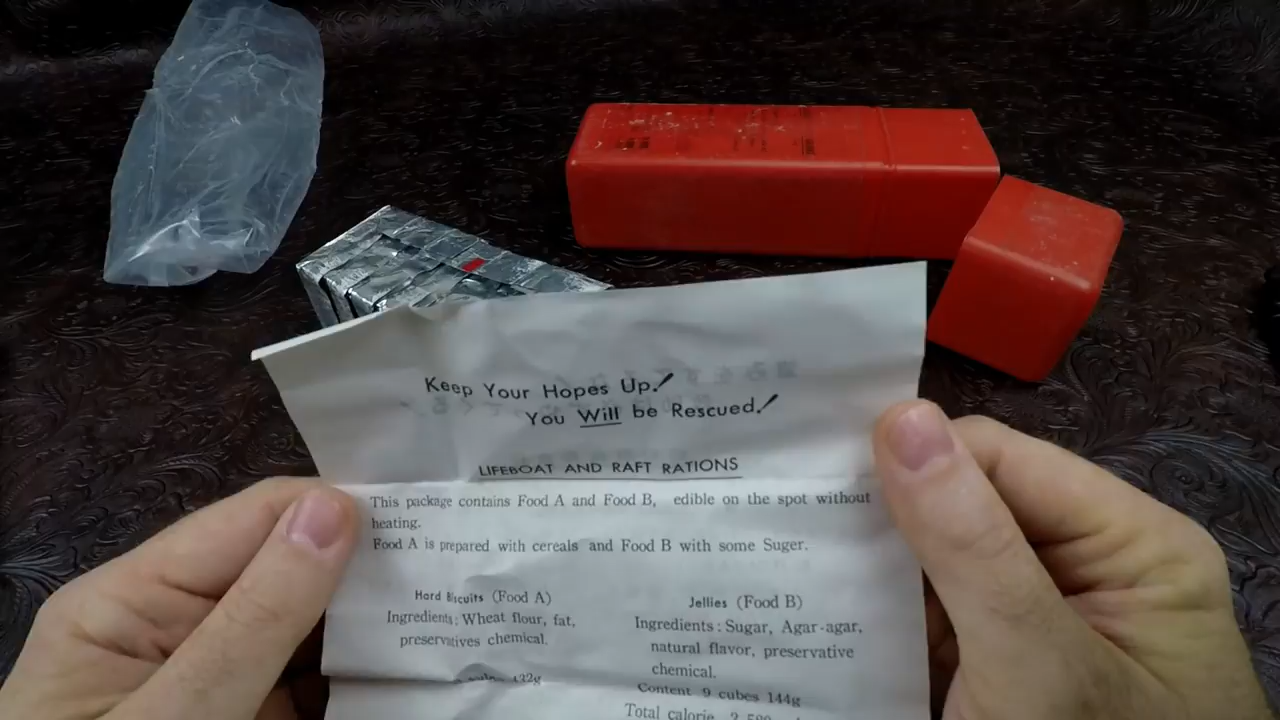 Keep Your Hopes Up!
You Will be Rescued!
LIFEBOAT AND RAFT RATIONS
This package contains Food A and Food B, edible on the spot without
heating.
Food A is prepared with cereals and Food B with some Suger.
Hard Biscuits (Food A)
Ingredients: Wheat flour, fat,
preservatives chemical.
132g
Jellies (Food B)
Ingredients: Sugar, Agar-agar,
natural flavor, preservative
chemical.
Content 9 cubes 144g
Total calorie